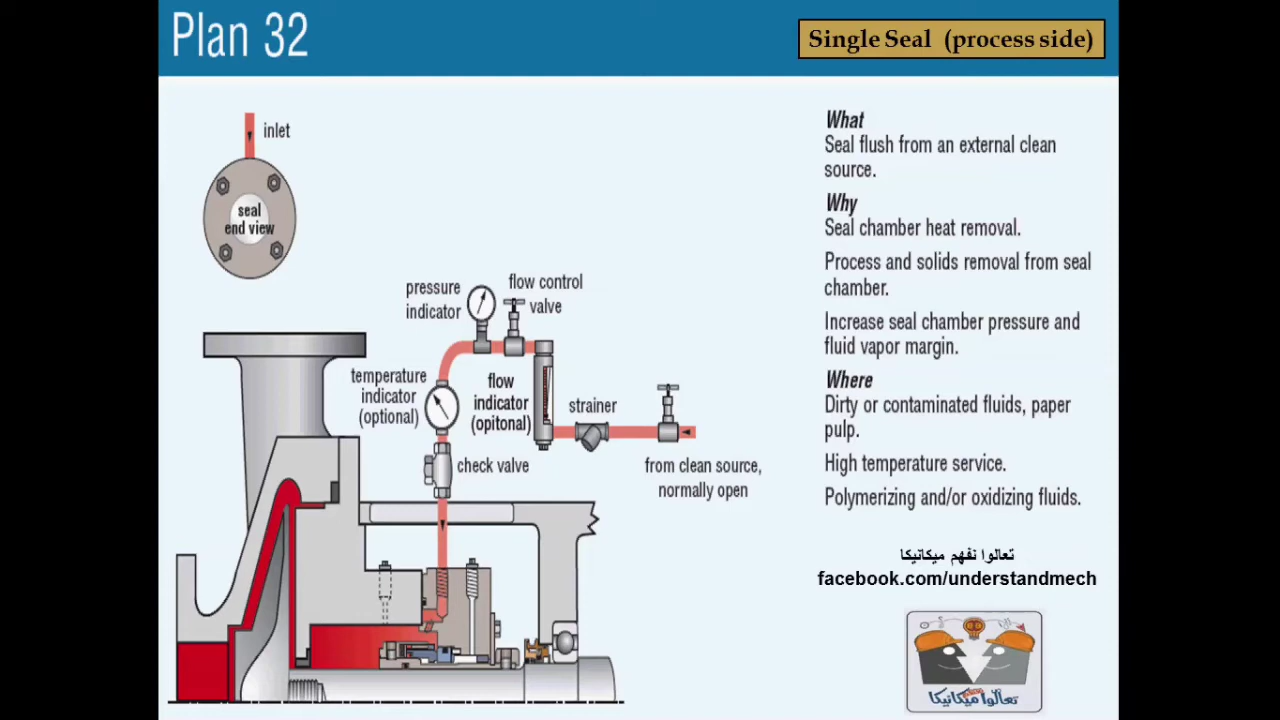 Plan 32
Single Seal (process side)
inlet
seal
end view
pressure
indicator
flow control
valve
temperature
indicator
(optional)
flow
indicator
(opitonal)
strainer
check valve
from clean source,
normally open
What
Seal flush from an external clean
source.
Why
Seal chamber heat removal.
Process and solids removal from seal
chamber.
Increase seal chamber pressure and
fluid vapor margin.
Where
Dirty or contaminated fluids, paper
pulp.
High temperature service.
Polymerizing and/or oxidizing fluids.
تعالوا نفهم ميكانيكا
facebook.com/understandmech
تعالوا نفهم ميكانيكا